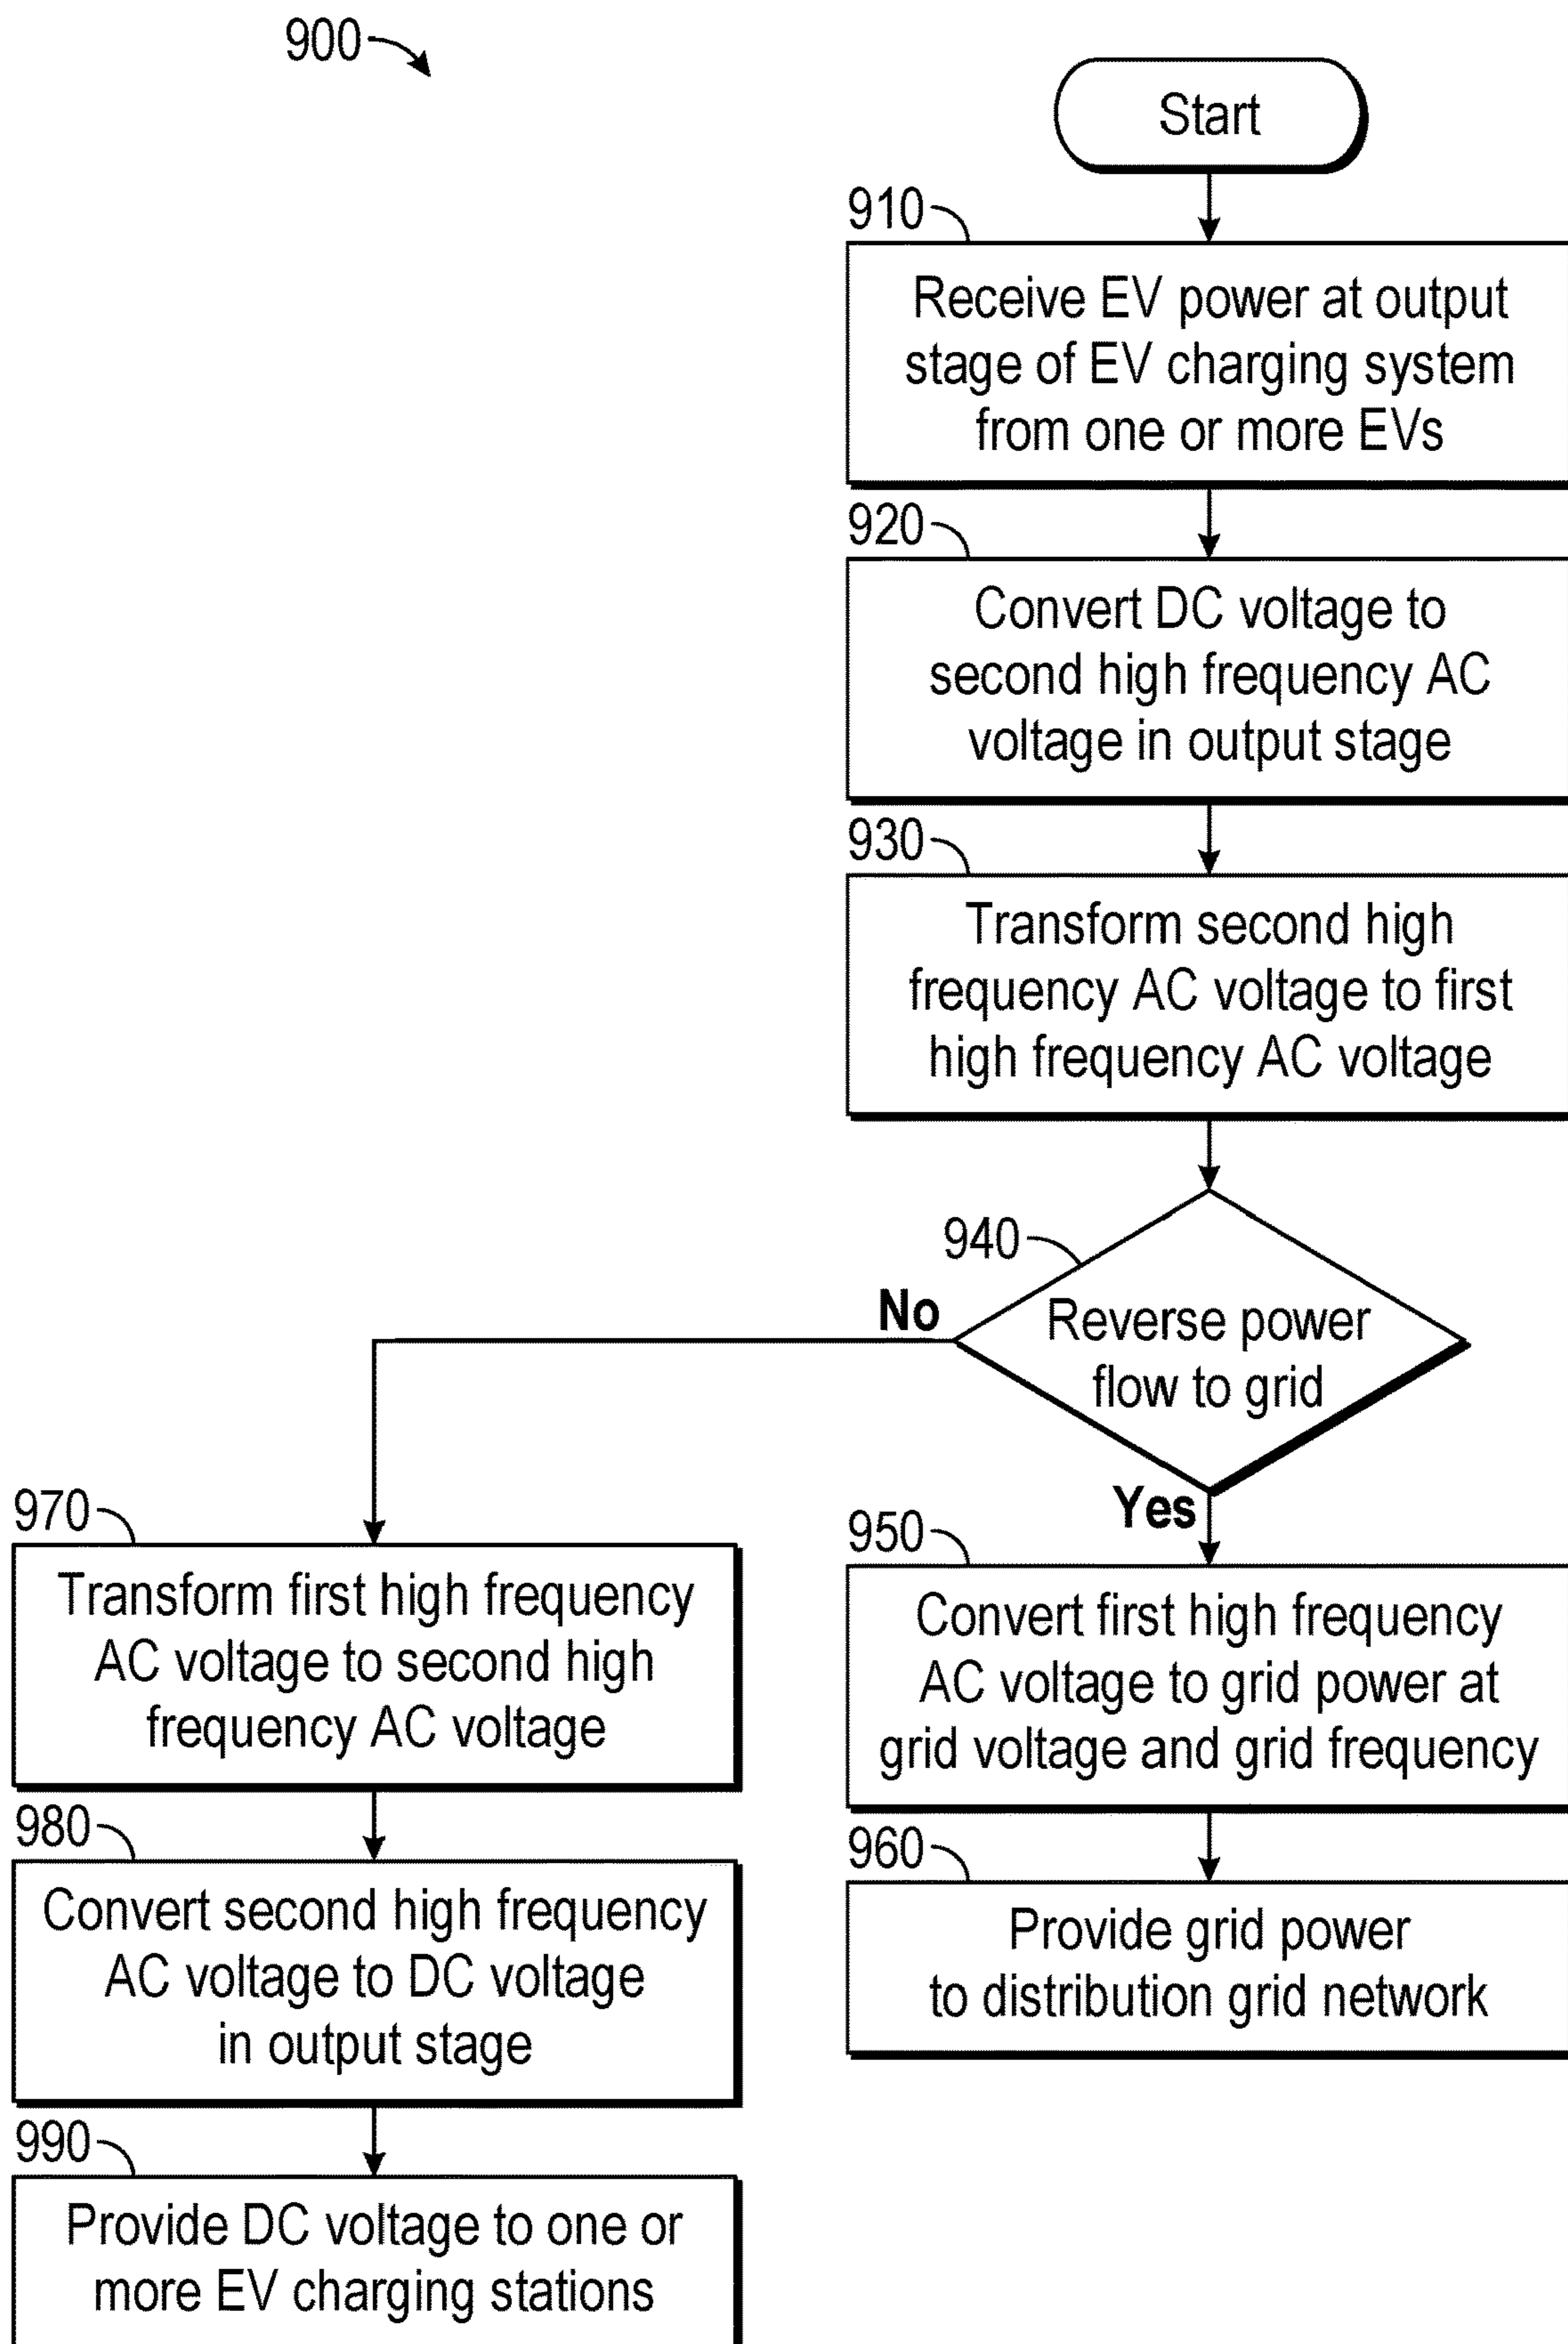 900
Start
910
Receive EV power at output
stage of EV charging system
from one or more EVs
920
Convert DC voltage to
second high frequency AC
voltage in output stage
930
Transform second high
frequency AC voltage to first
high frequency AC voltage
940
Reverse power
flow to grid
No
Yes
950
Convert first high frequency
AC voltage to grid power at
grid voltage and grid frequency
960
Provide grid power
to distribution grid network
970
Transform first high frequency
AC voltage to second high
frequency AC voltage
980
Convert second high frequency
AC voltage to DC voltage
in output stage
990
Provide DC voltage to one or
more EV charging stations